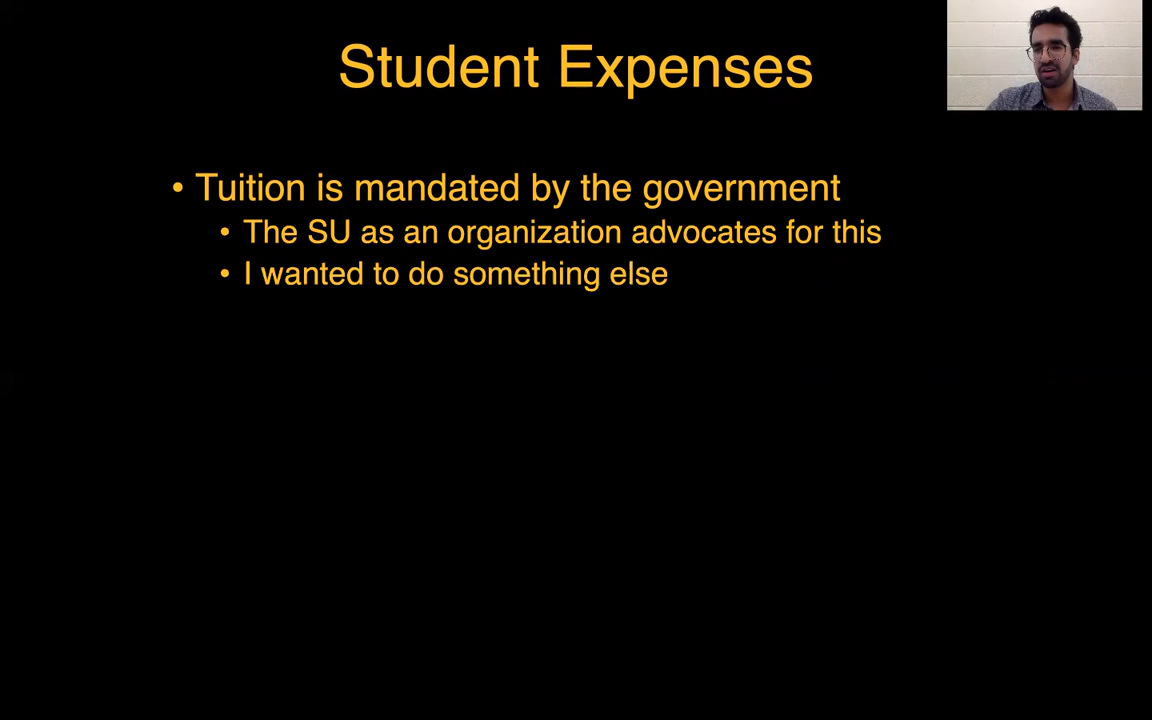 Student Expenses
• Tuition is mandated by the government
• The SU as an organization advocates for this
• I wanted to do something else